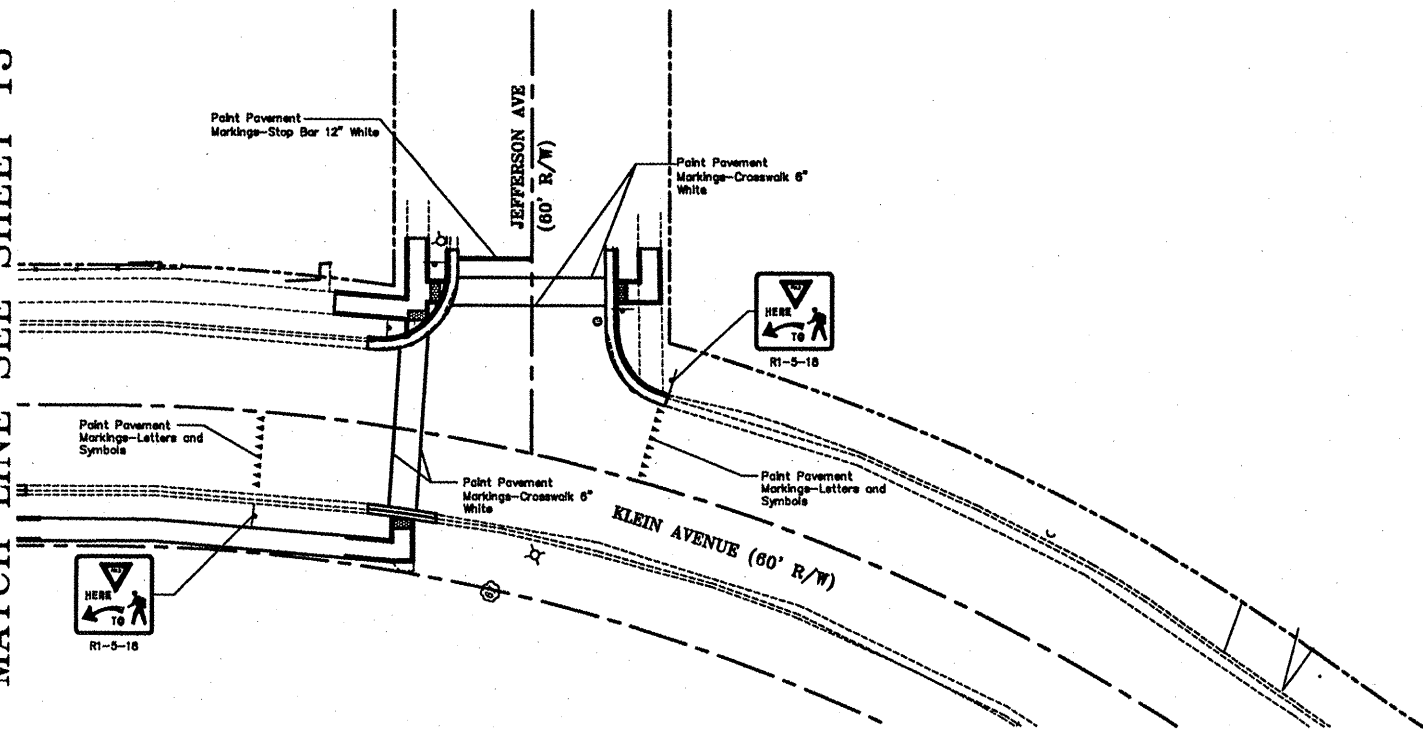 MATCH LINE SEE SHEET 15
Paint Pavement
Markings-Stop Bar 12" White
JEFFERSON AVE
(60' R/W)
Paint Pavement
Markings-Crosswalk 6"
White
HERE
TO
R1-5-18
Paint Pavement
Markings-Letters and
Symbols
Paint Pavement
Markings-Crosswalk 6"
White
Paint Pavement
Markings-Letters and
Symbols
KLEIN AVENUE (60' R/W)
HERE
TO
R1-5-18